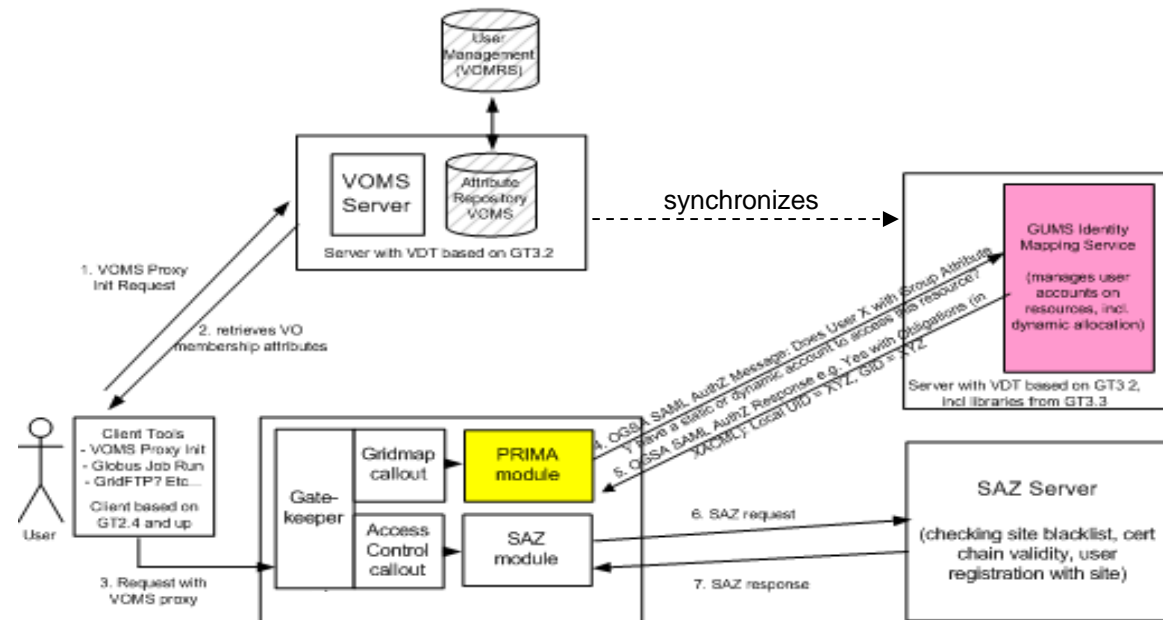 User
Management
(VOMRS)
VOMS
Server
Attribute
Repository
VOMS
Server with VDT based on GT3.2
synchronizes
GUMS Identity
Mapping Service
(manages user
accounts on
resources, incl.
dynamic allocation)
Server with VDT based on GT3.2,
incl libraries from GT3.3
1. VOMS Proxy
Init Request
2. retrieves VO
membership attributes
4. OGSA SAML AuthZ Message: Does User X with Group Attribute
Y have a static or dynamic account to access this resource?
5. OGSA SAML AuthZ Response e.g. Yes with Obligations (in
XACML): Local UID = XYZ, GID = XYZ
User
Client Tools
- VOMS Proxy Init
- Globus Job Run
- GridFTP? Etc...
Client based on
GT2.4 and up
3. Request with
VOMS proxy
Gate-
keeper
Gridmap
callout
PRIMA
module
Access
Control
callout
SAZ
module
6. SAZ request
7. SAZ response
SAZ Server
(checking site blacklist, cert
chain validity, user
registration with site)